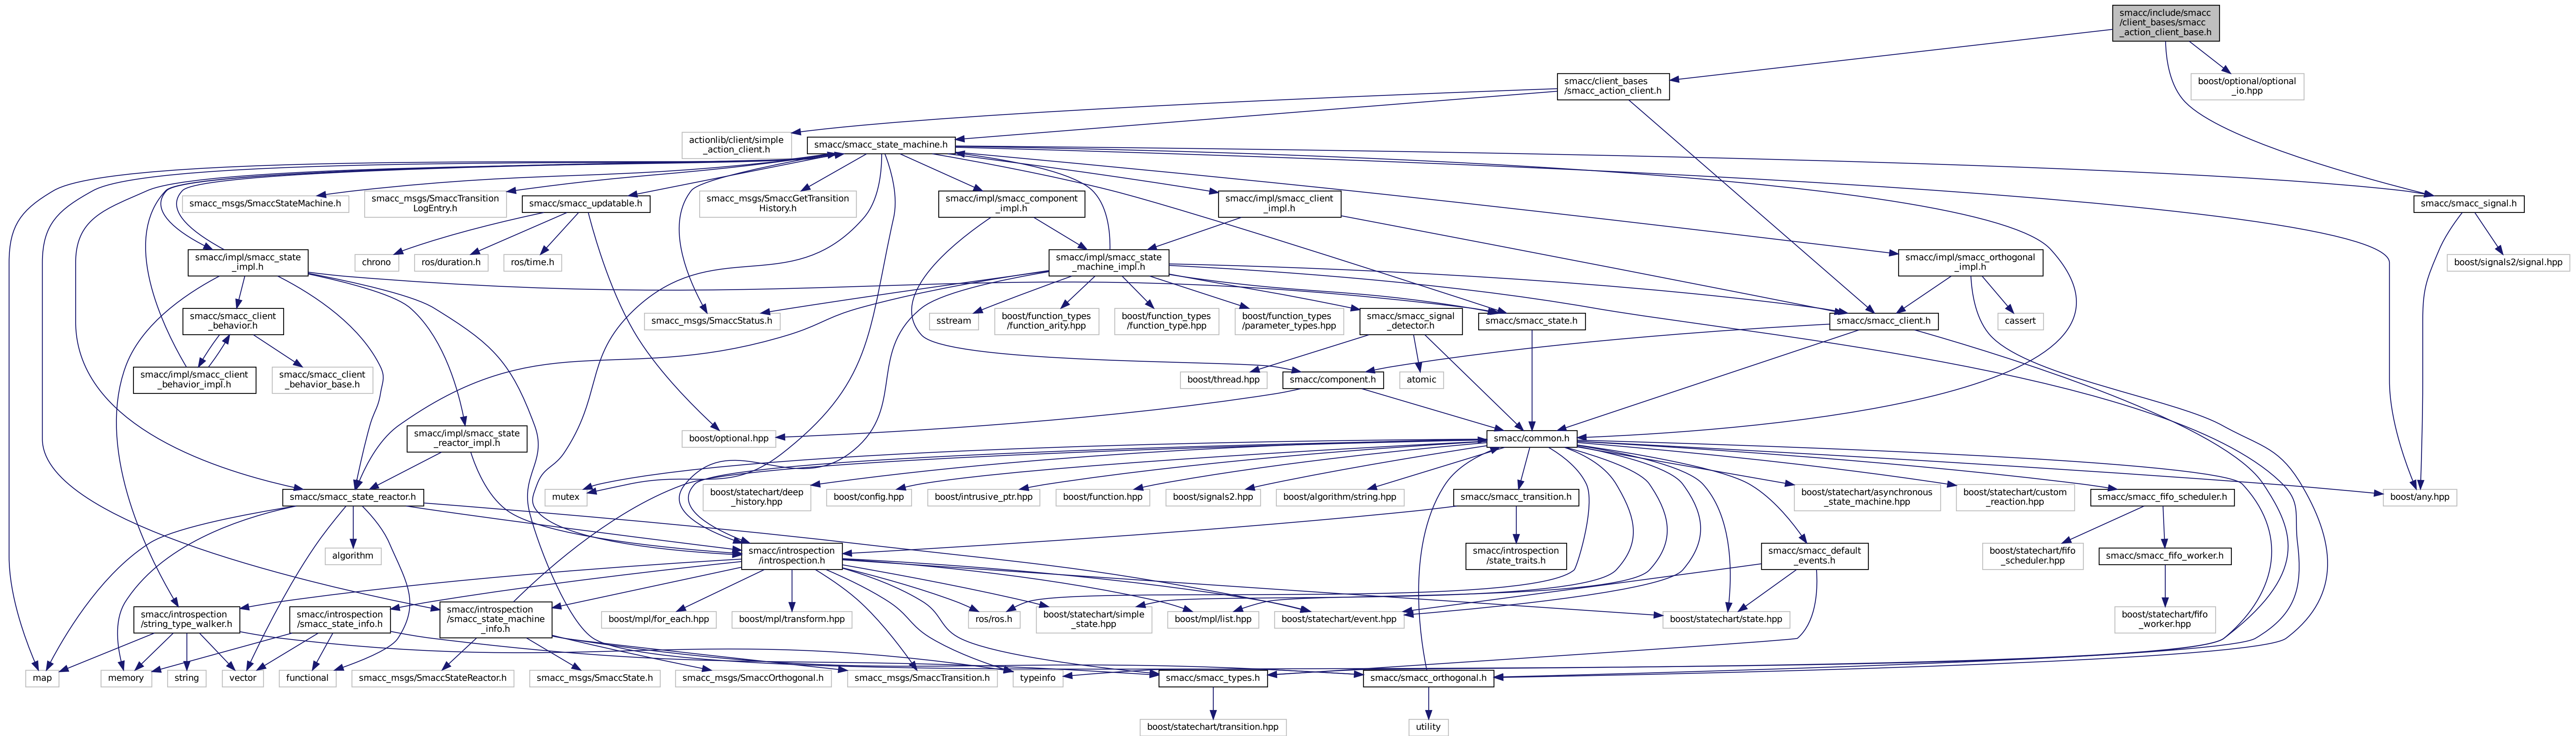 smacc/include/smacc
/client_bases/smacc
_action_client_base.h
smacc/client_bases
/smacc_action_client.h
boost/optional/optional
_io.hpp
actionlib/client/simple
_action_client.h
smacc/smacc_state_machine.h
smacc_msgs/SmaccStateMachine.h
smacc_msgs/SmaccTransition
LogEntry.h
smacc/smacc_updatable.h
smacc_msgs/SmaccGetTransition
History.h
smacc/impl/smacc_component
_impl.h
smacc/impl/smacc_client
_impl.h
smacc/smacc_signal.h
smacc/impl/smacc_state
_impl.h
chrono
ros/duration.h
ros/time.h
smacc/impl/smacc_state
_machine_impl.h
smacc/impl/smacc_orthogonal
_impl.h
boost/signals2/signal.hpp
smacc/smacc_client
_behavior.h
smacc_msgs/SmaccStatus.h
sstream
boost/function_types
/function_arity.hpp
boost/function_types
/function_type.hpp
boost/function_types
/parameter_types.hpp
smacc/smacc_signal
_detector.h
smacc/smacc_state.h
smacc/smacc_client.h
cassert
smacc/impl/smacc_client
_behavior_impl.h
smacc/smacc_client
_behavior_base.h
boost/thread.hpp
smacc/component.h
atomic
smacc/impl/smacc_state
_reactor_impl.h
boost/optional.hpp
smacc/common.h
smacc/smacc_state_reactor.h
mutex
boost/statechart/deep
_history.hpp
boost/config.hpp
boost/intrusive_ptr.hpp
boost/function.hpp
boost/signals2.hpp
boost/algorithm/string.hpp
smacc/smacc_transition.h
boost/statechart/asynchronous
_state_machine.hpp
boost/statechart/custom
_reaction.hpp
smacc/smacc_fifo_scheduler.h
boost/any.hpp
algorithm
smacc/introspection
/introspection.h
smacc/introspection
/state_traits.h
smacc/smacc_default
_events.h
boost/statechart/fifo
_scheduler.hpp
smacc/smacc_fifo_worker.h
smacc/introspection
/string_type_walker.h
smacc/introspection
/smacc_state_info.h
smacc/introspection
/smacc_state_machine
_info.h
boost/mpl/for_each.hpp
boost/mpl/transform.hpp
ros/ros.h
boost/statechart/simple
_state.hpp
boost/mpl/list.hpp
boost/statechart/event.hpp
boost/statechart/state.hpp
boost/statechart/fifo
_worker.hpp
map
memory
string
vector
functional
smacc_msgs/SmaccStateReactor.h
smacc_msgs/SmaccState.h
smacc_msgs/SmaccOrthogonal.h
smacc_msgs/SmaccTransition.h
typeinfo
smacc/smacc_types.h
smacc/smacc_orthogonal.h
boost/statechart/transition.hpp
utility